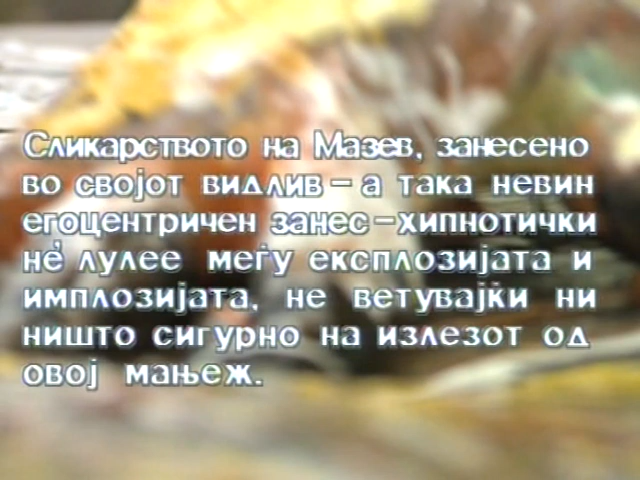 Сликарството на Мазев, занесено
во својот видлив – а така невин
егоцентричен занес – хипнотички
нѐ лулее меѓу експлозијата и
имплозијата, не ветувајќи ни
ништо сигурно на излезот од
овој мањеж.